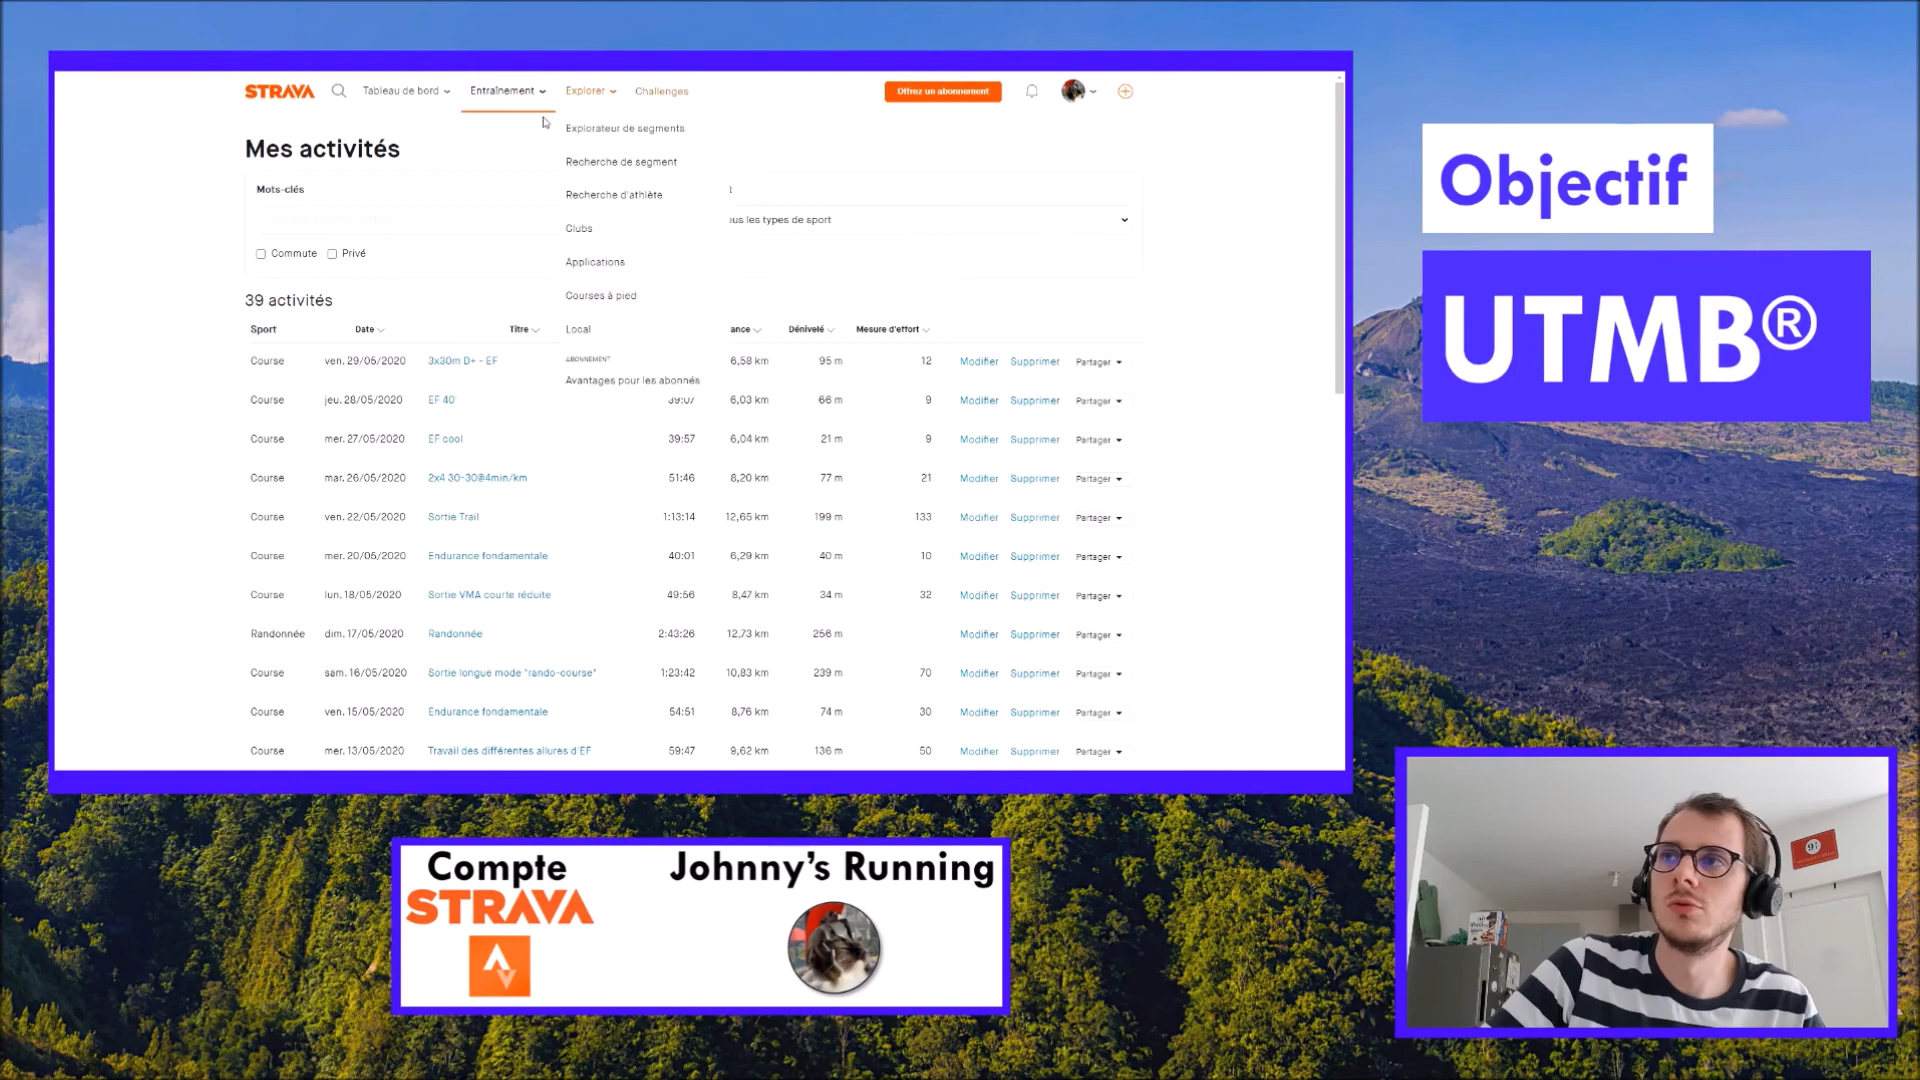 STRAVA Tableau de bord Entraînement Explorer Challenges Offrez un abonnement
Explorateur de segments
Mes activités
Recherche de segment
Mots-clés
Recherche d'athlète
ous les types de sport
Clubs
Commute Privé
Applications
Courses à pied
39 activités
Local
Sport Date Titre ance Dénivelé Mesure d'effort
ABONNEMENT
Course ven. 29/05/2020 3x30m D+ - EF 6,58 km 95 m 12 Modifier Supprimer Partager
Avantages pour les abonnés
Course jeu. 28/05/2020 EF 40' 39:07 6,03 km 66 m 9 Modifier Supprimer Partager
Course mer. 27/05/2020 EF cool 39:57 6,04 km 21 m 9 Modifier Supprimer Partager
Course mar. 26/05/2020 2x4 30-30@4min/km 51:46 8,20 km 77 m 21 Modifier Supprimer Partager
Course ven. 22/05/2020 Sortie Trail 1:13:14 12,65 km 199 m 133 Modifier Supprimer Partager
Course mer. 20/05/2020 Endurance fondamentale 40:01 6,29 km 40 m 10 Modifier Supprimer Partager
Course lun. 18/05/2020 Sortie VMA courte réduite 49:56 8,47 km 34 m 32 Modifier Supprimer Partager
Randonnée dim. 17/05/2020 Randonnée 2:43:26 12,73 km 256 m Modifier Supprimer Partager
Course sam. 16/05/2020 Sortie longue mode "rando-course" 1:23:42 10,83 km 239 m 70 Modifier Supprimer Partager
Course ven. 15/05/2020 Endurance fondamentale 54:51 8,76 km 74 m 30 Modifier Supprimer Partager
Course mer. 13/05/2020 Travail des différentes allures d'EF 59:47 9,62 km 136 m 50 Modifier Supprimer Partager
Objectif
UTMB®
Compte
STRAVA
Johnny's Running